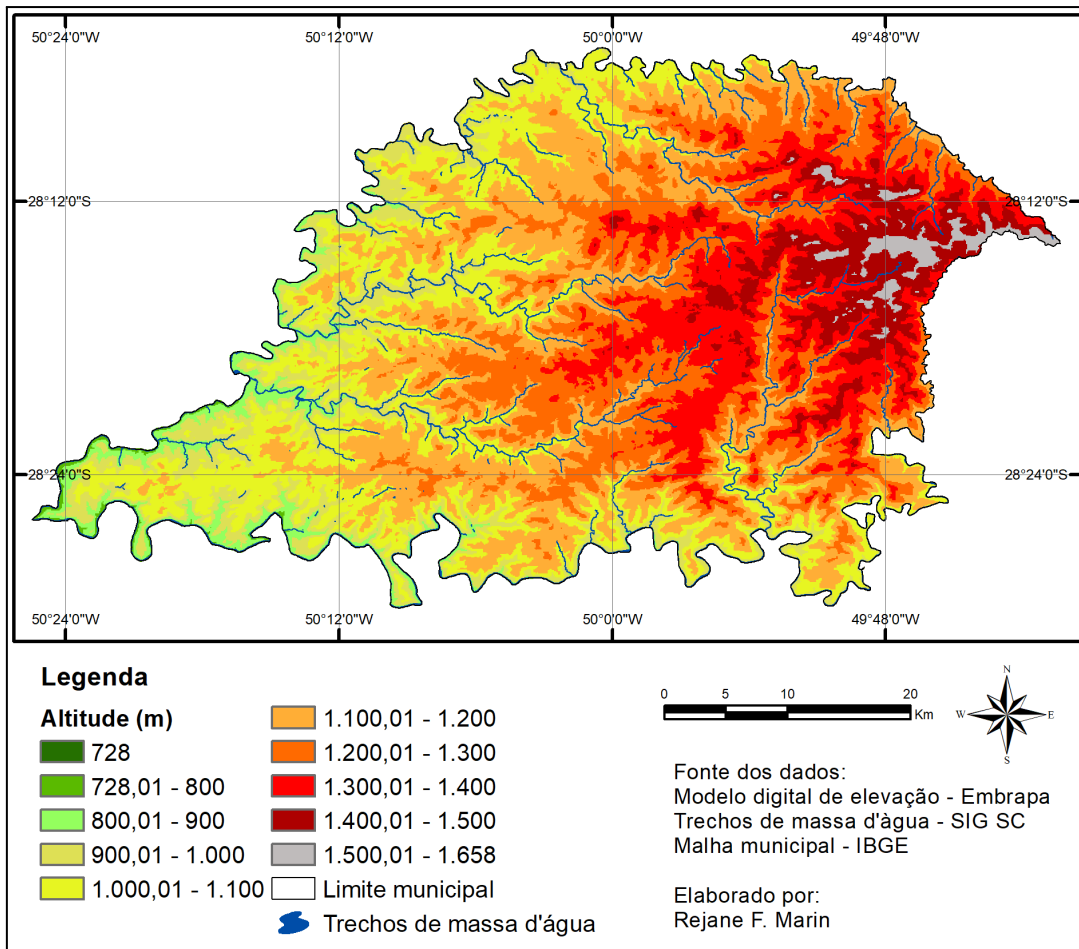 50°24'0"W 50°12'0"W 50°0'0"W 49°48'0"W
28°12'0"S 28°12'0"S
28°24'0"S 28°24'0"S
50°24'0"W 50°12'0"W 50°0'0"W 49°48'0"W
Legenda
Altitude (m)
728
728,01 - 800
800,01 - 900
900,01 - 1.000
1.000,01 - 1.100
1.100,01 - 1.200
1.200,01 - 1.300
1.300,01 - 1.400
1.400,01 - 1.500
1.500,01 - 1.658
Limite municipal
Trechos de massa d'água
0 5 10 20
Km
N
W E
S
Fonte dos dados:
Modelo digital de elevação - Embrapa
Trechos de massa d'àgua - SIG SC
Malha municipal - IBGE
Elaborado por:
Rejane F. Marin